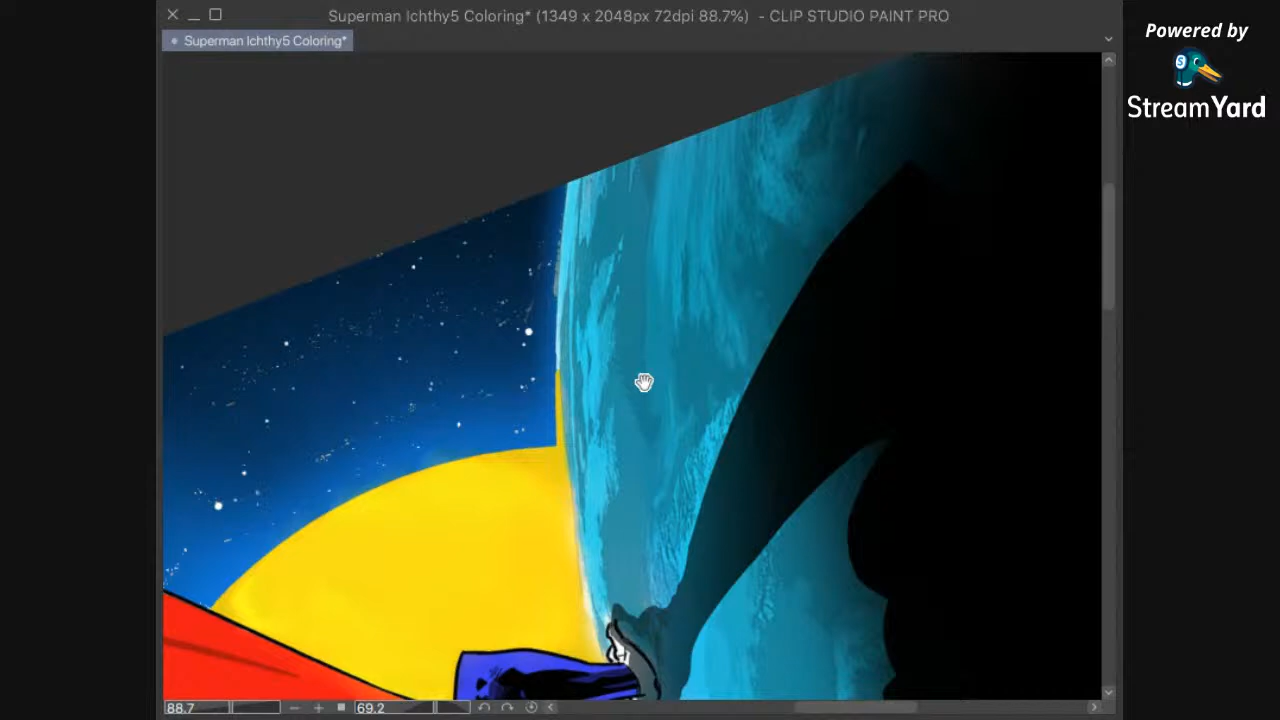 Superman Ichthy5 Coloring* (1349 x 2048px 72dpi 88.7%) - CLIP STUDIO PAINT PRO
Superman Ichthy5 Coloring*
Powered by
StreamYard
88.7
69.2